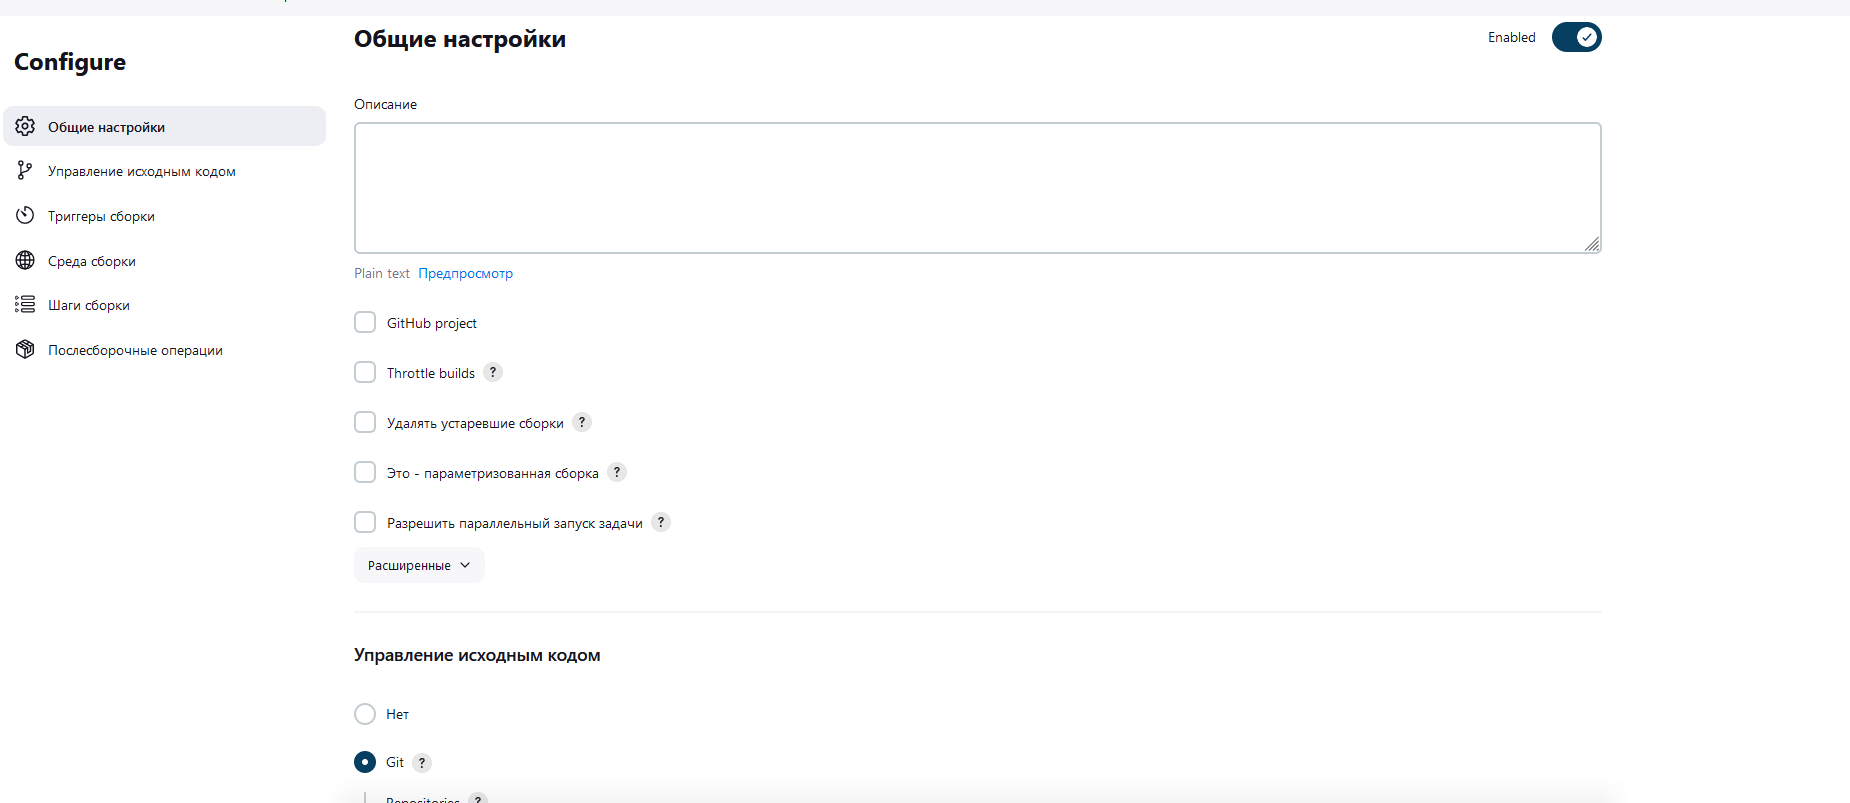 Configure
Общие настройки
Управление исходным кодом
Триггеры сборки
Среда сборки
Шаги сборки
Послесборочные операции
Общие настройки
Enabled
Описание
Plain text Предпросмотр
GitHub project
Throttle builds ?
Удалять устаревшие сборки ?
Это - параметризованная сборка ?
Разрешить параллельный запуск задачи ?
Расширенные
Управление исходным кодом
Нет
Git ?
Repositories ?